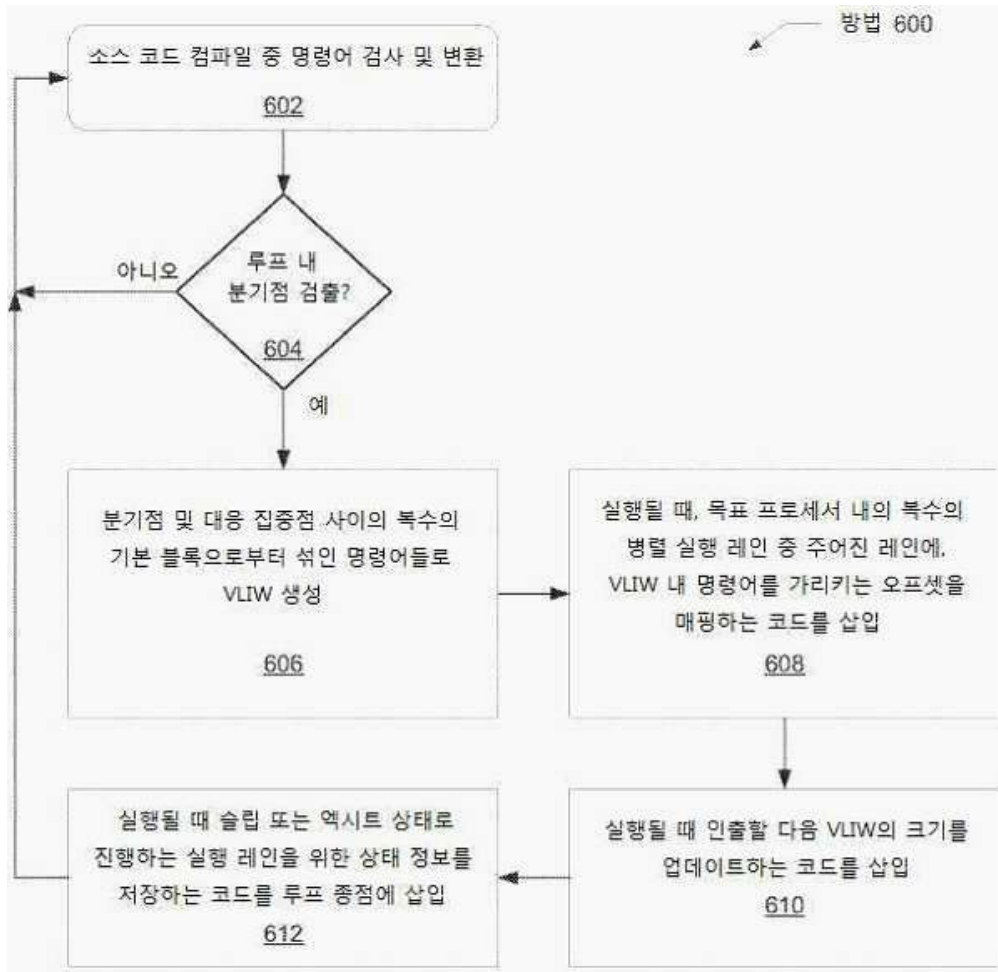 방법 600
소스 코드 컴파일 중 명령어 검사 및 변환
602
루프 내
분기점 검출?
604
아니오
예
분기점 및 대응 집중점 사이의 복수의
기본 블록으로부터 섞인 명령어들로
VLIW 생성
606
실행될 때, 목표 프로세서 내의 복수의
병렬 실행 레인 중 주어진 레인에,
VLIW 내 명령어를 가리키는 오프셋을
매핑하는 코드를 삽입
608
실행될 때 인출할 다음 VLIW의 크기를
업데이트하는 코드를 삽입
610
실행될 때 슬립 또는 엑시트 상태로
진행하는 실행 레인을 위한 상태 정보를
저장하는 코드를 루프 종점에 삽입
612